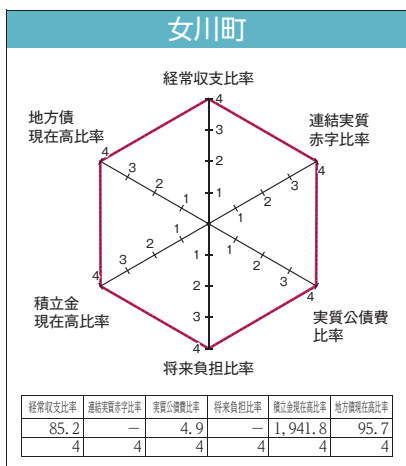 女川町
経常収支比率
地方債
現在高比率
連結実質
赤字比率
4
3
2
1
4
3
2
1
4
3
2
1
1
2
3
4
1
2
3
4
1
2
3
4
積立金
現在高比率
実質公債費
比率
将来負担比率
経常収支比率 連結実質赤字比率 実質公債費比率 将来負担比率 積立金現在高比率 地方債現在高比率
85.2 － 4.9 － 1,941.8 95.7
4 4 4 4 4 4